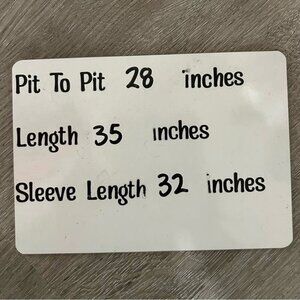 Pit To Pit 28 inches
Length 35 inches
Sleeve Length 32 inches